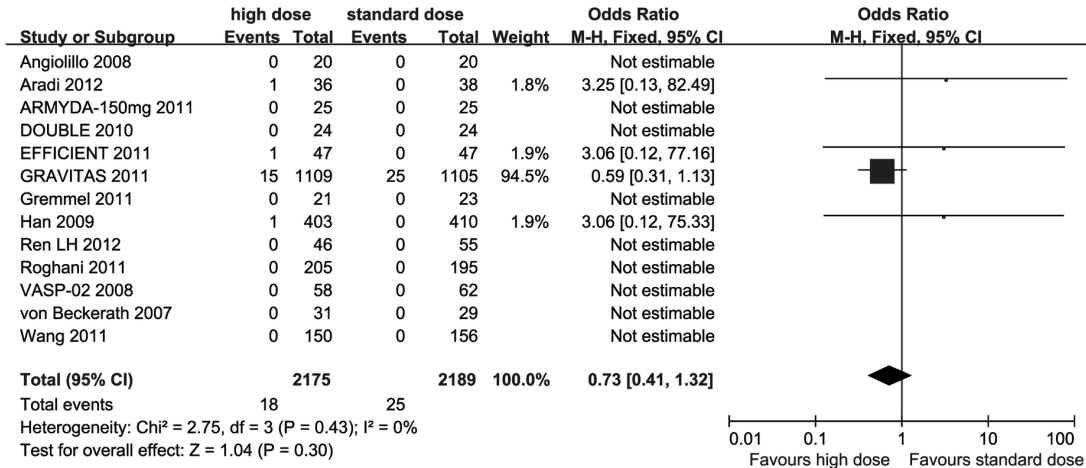 high dose standard dose Odds Ratio Odds Ratio
Study or Subgroup Events Total Events Total Weight M-H, Fixed, 95% CI M-H, Fixed, 95% CI
Angiolillo 2008 0 20 0 20 Not estimable
Aradi 2012 1 36 0 38 1.8% 3.25 [0.13, 82.49]
ARMYDA-150mg 2011 0 25 0 25 Not estimable
DOUBLE 2010 0 24 0 24 Not estimable
EFFICIENT 2011 1 47 0 47 1.9% 3.06 [0.12, 77.16]
GRAVITAS 2011 15 1109 25 1105 94.5% 0.59 [0.31, 1.13]
Gremmel 2011 0 21 0 23 Not estimable
Han 2009 1 403 0 410 1.9% 3.06 [0.12, 75.33]
Ren LH 2012 0 46 0 55 Not estimable
Roghani 2011 0 205 0 195 Not estimable
VASP-02 2008 0 58 0 62 Not estimable
von Beckerath 2007 0 31 0 29 Not estimable
Wang 2011 0 150 0 156 Not estimable
Total (95% CI) 2175 2189 100.0% 0.73 [0.41, 1.32]
Total events 18 25
Heterogeneity: Chi² = 2.75, df = 3 (P = 0.43); I² = 0%
Test for overall effect: Z = 1.04 (P = 0.30)
0.01 0.1 1 10 100
Favours high dose Favours standard dose